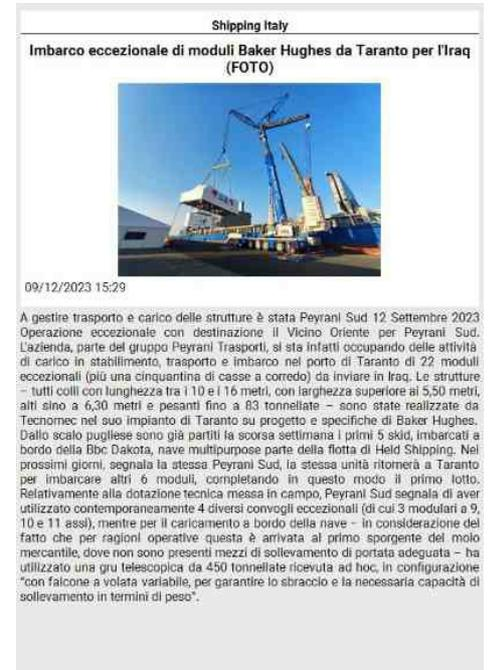 Shipping Italy
Imbarco eccezionale di moduli Baker Hughes da Taranto per l'Iraq
(FOTO)
09/12/2023 15:29
A gestire trasporto e carico delle strutture è stata Peyrani Sud 12 Settembre 2023
Operazione eccezionale con destinazione il Vicino Oriente per Peyrani Sud.
L'azienda, parte del gruppo Peyrani Trasporti, si sta infatti occupando delle attività
di carico in stabilimento, trasporto e imbarco nel porto di Taranto di 22 moduli
eccezionali (più una cinquantina di casse a corredo) da inviare in Iraq. Le strutture
– tutti colli con lunghezza tra i 10 e i 16 metri, con larghezza superiore ai 5,50 metri,
alti sino a 6,30 metri e pesanti fino a 83 tonnellate – sono state realizzate da
Tecnomec nel suo impianto di Taranto su progetto e specifiche di Baker Hughes.
Dallo scalo pugliese sono già partiti la scorsa settimana i primi 5 skid, imbarcati a
bordo della Bbc Dakota, nave multipurpose parte della flotta di Held Shipping. Nei
prossimi giorni, segnala la stessa Peyrani Sud, la stessa unità ritornerà a Taranto
per imbarcare altri 6 moduli, completando in questo modo il primo lotto.
Relativamente alla dotazione tecnica messa in campo, Peyrani Sud segnala di aver
utilizzato contemporaneamente 4 diversi convogli eccezionali (di cui 3 modulari a 9,
10 e 11 assi), mentre per il caricamento a bordo della nave – in considerazione del
fatto che per ragioni operative questa è arrivata al primo sporgente del molo
mercantile, dove non sono presenti mezzi di sollevamento di portata adeguata – ha
utilizzato una gru telescopica da 450 tonnellate ricevuta ad hoc, in configurazione
"con falcone a volata variabile, per garantire lo sbraccio e la necessaria capacità di
sollevamento in termini di peso".